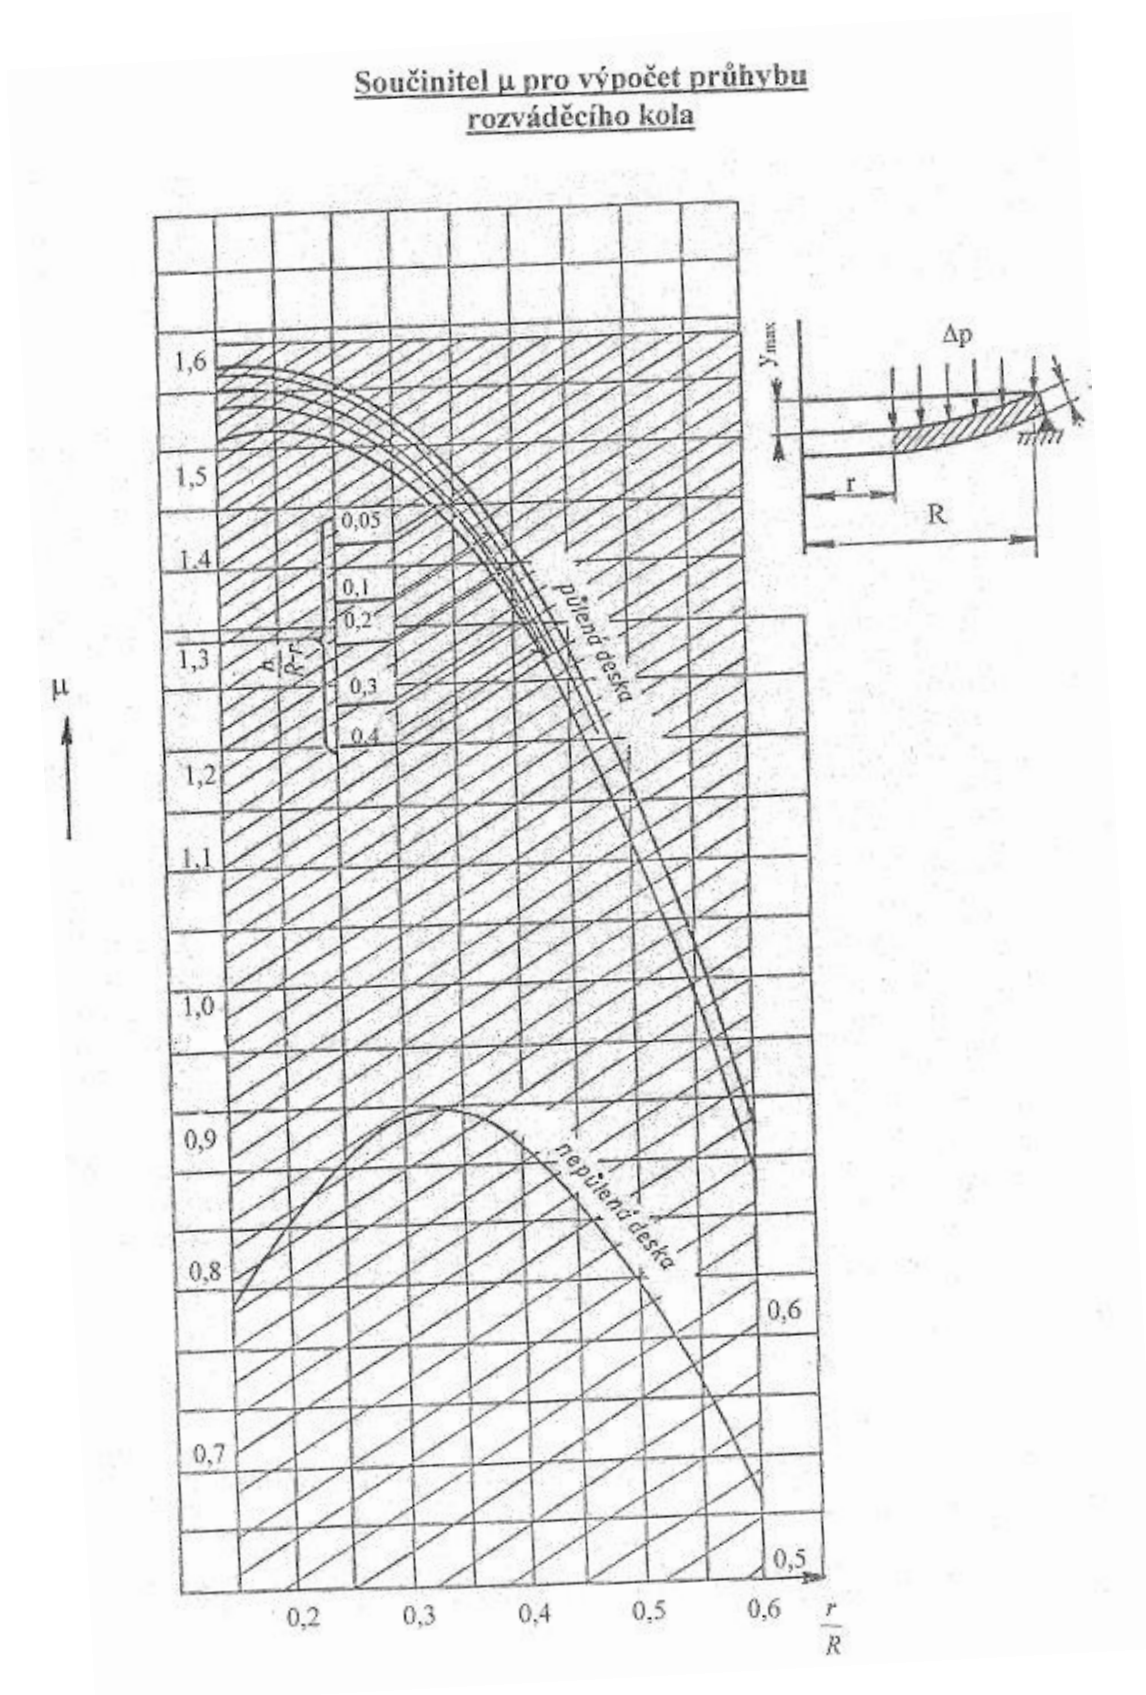 Součinitel μ pro výpočet průhybu
rozváděcího kola
1,6
1,5
1,4
1,3
1,2
1,1
1,0
0,9
0,8
0,7
μ
0,05
0,1
0,2
0,3
0,4
h
R-r
půlená deska
nepůlená deska
y max
Δp
r
R
0,6
0,5
0,2
0,3
0,4
0,5
0,6
r
R